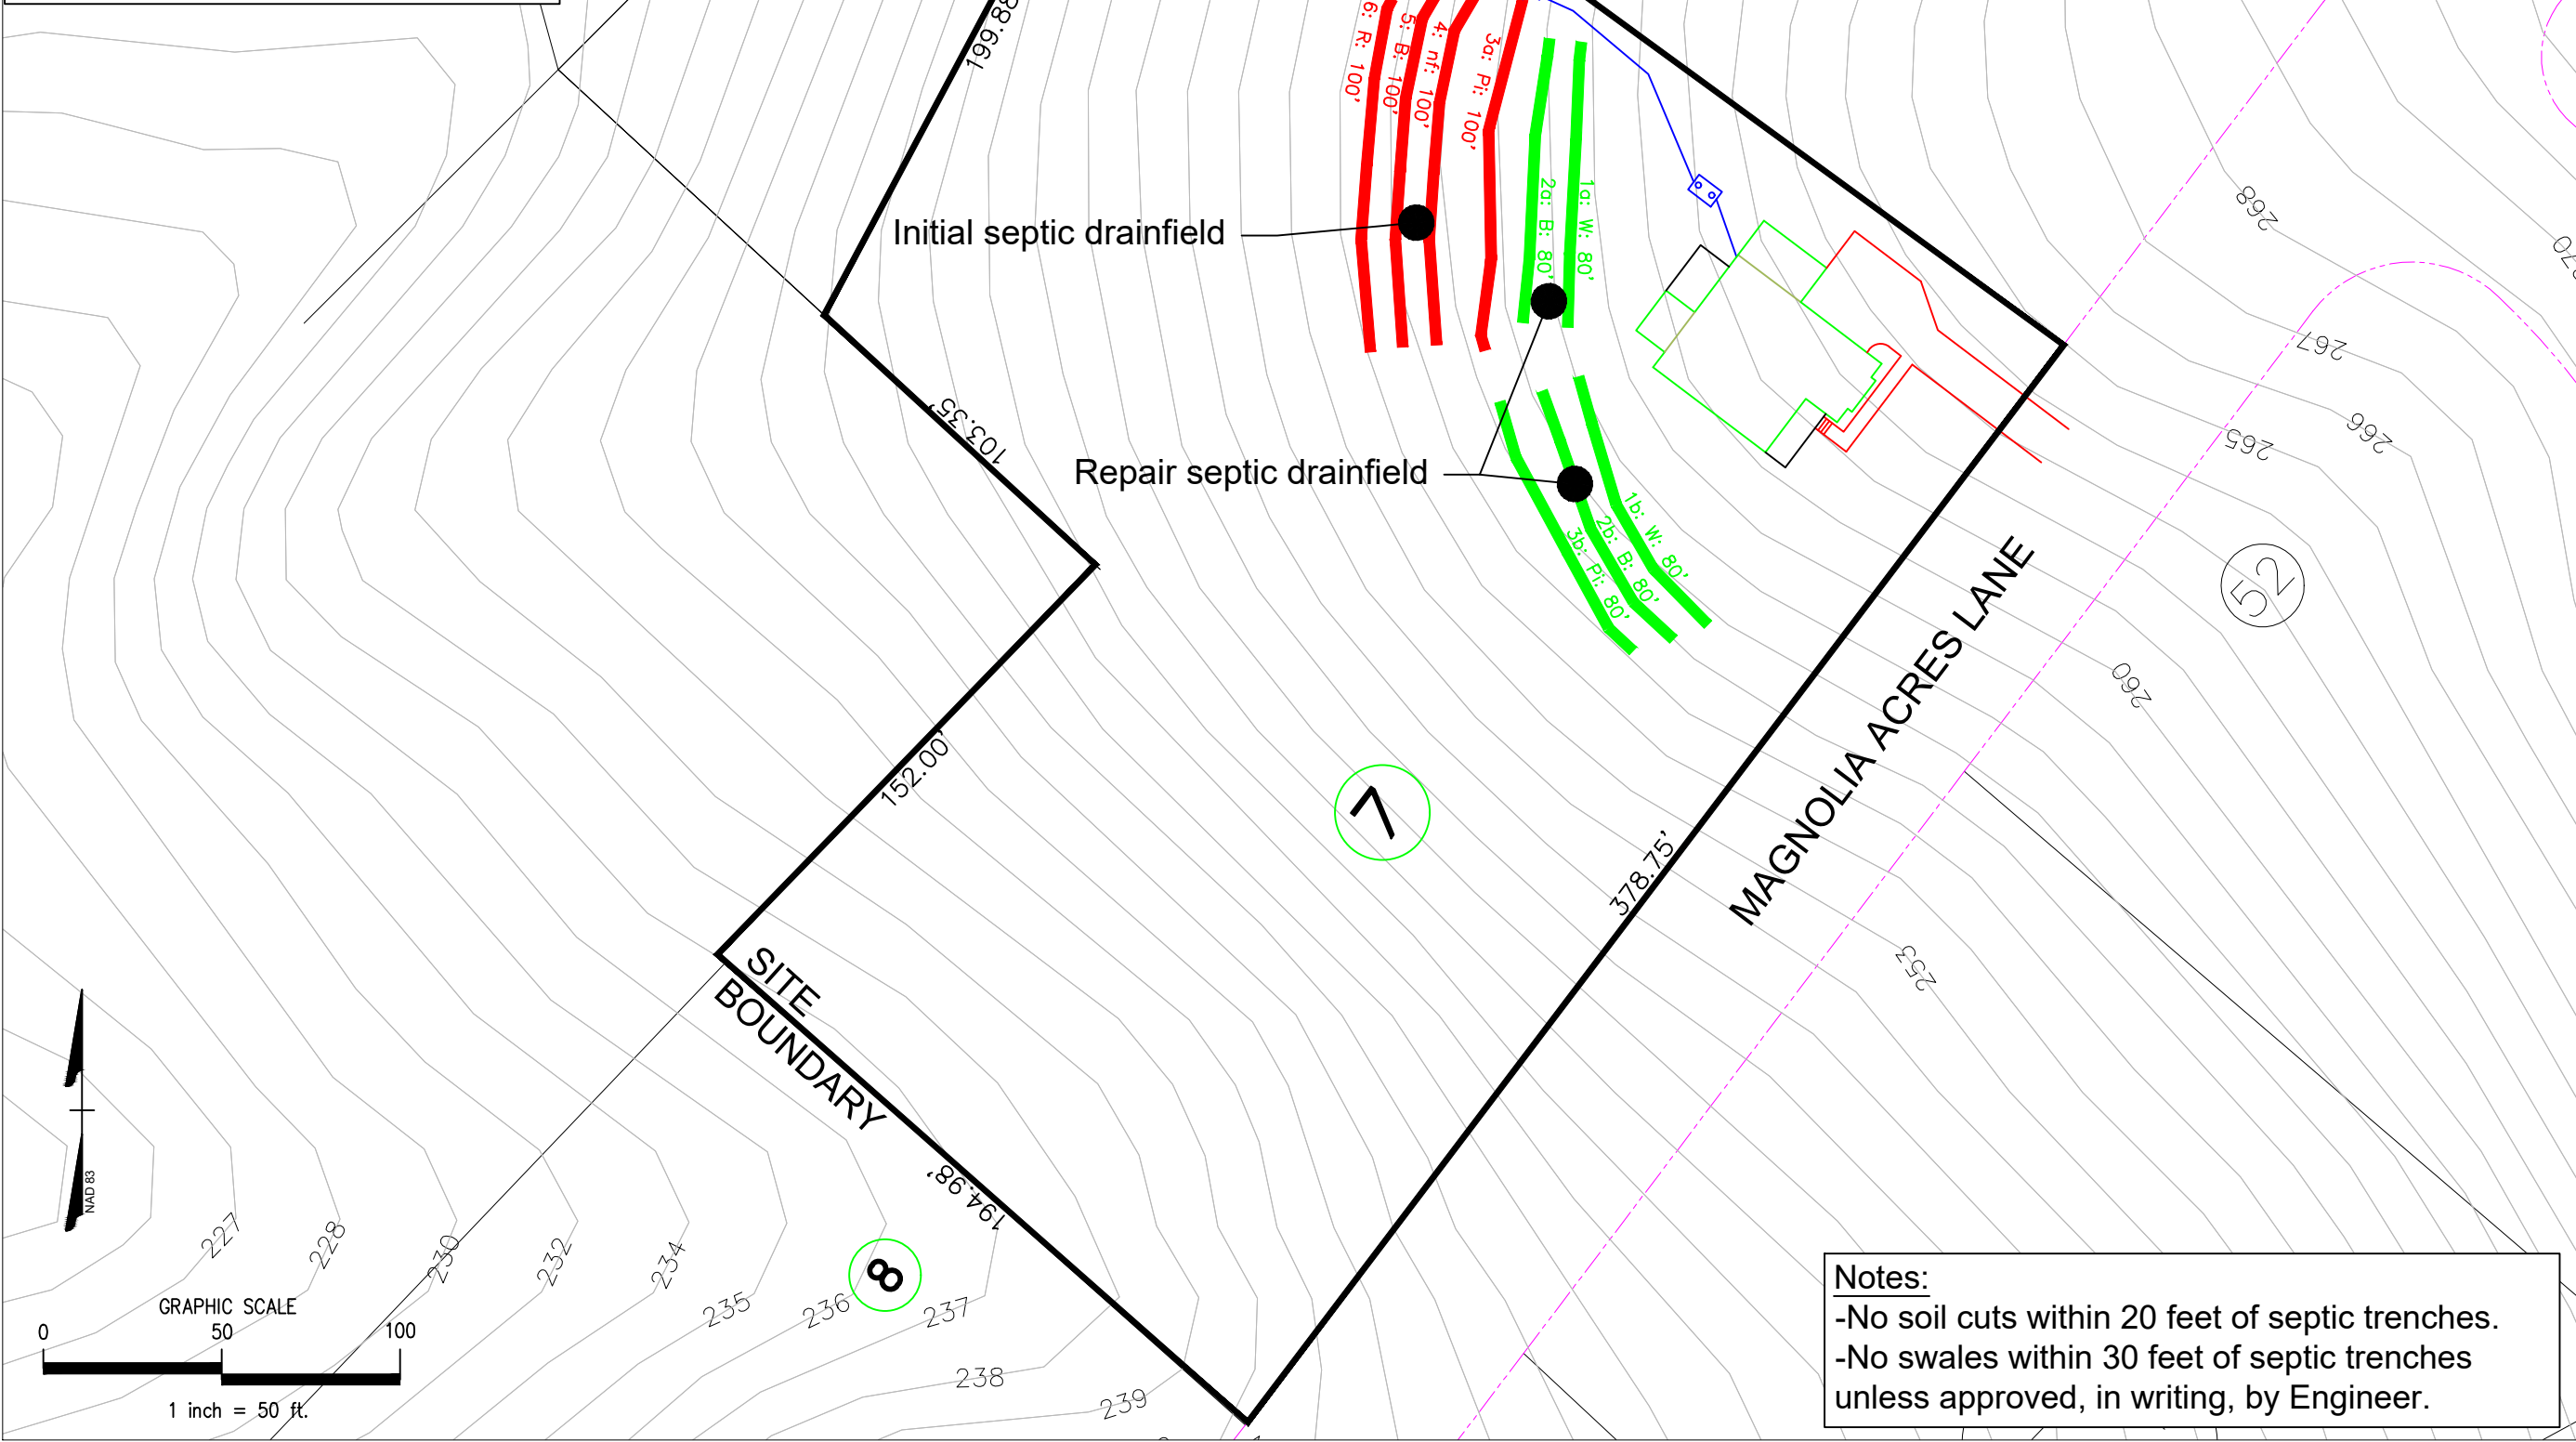 199.88
6: R: 100'
5: B: 100'
4: nf: 100'
3a: Pi: 100'
2a: B: 80'
1a: W: 80'
Initial septic drainfield
268
270
267
266
265
103.35'
Repair septic drainfield
1b: W: 80'
2b: B: 80'
3b: Pi: 80'
52
260
MAGNOLIA ACRES LANE
152.00'
7
378.75'
253
SITE
BOUNDARY
194.98'
NAD 83
227
228
230
232
234
235
236
237
238
239
8
GRAPHIC SCALE
0 50 100
1 inch = 50 ft.
Notes:
-No soil cuts within 20 feet of septic trenches.
-No swales within 30 feet of septic trenches
unless approved, in writing, by Engineer.